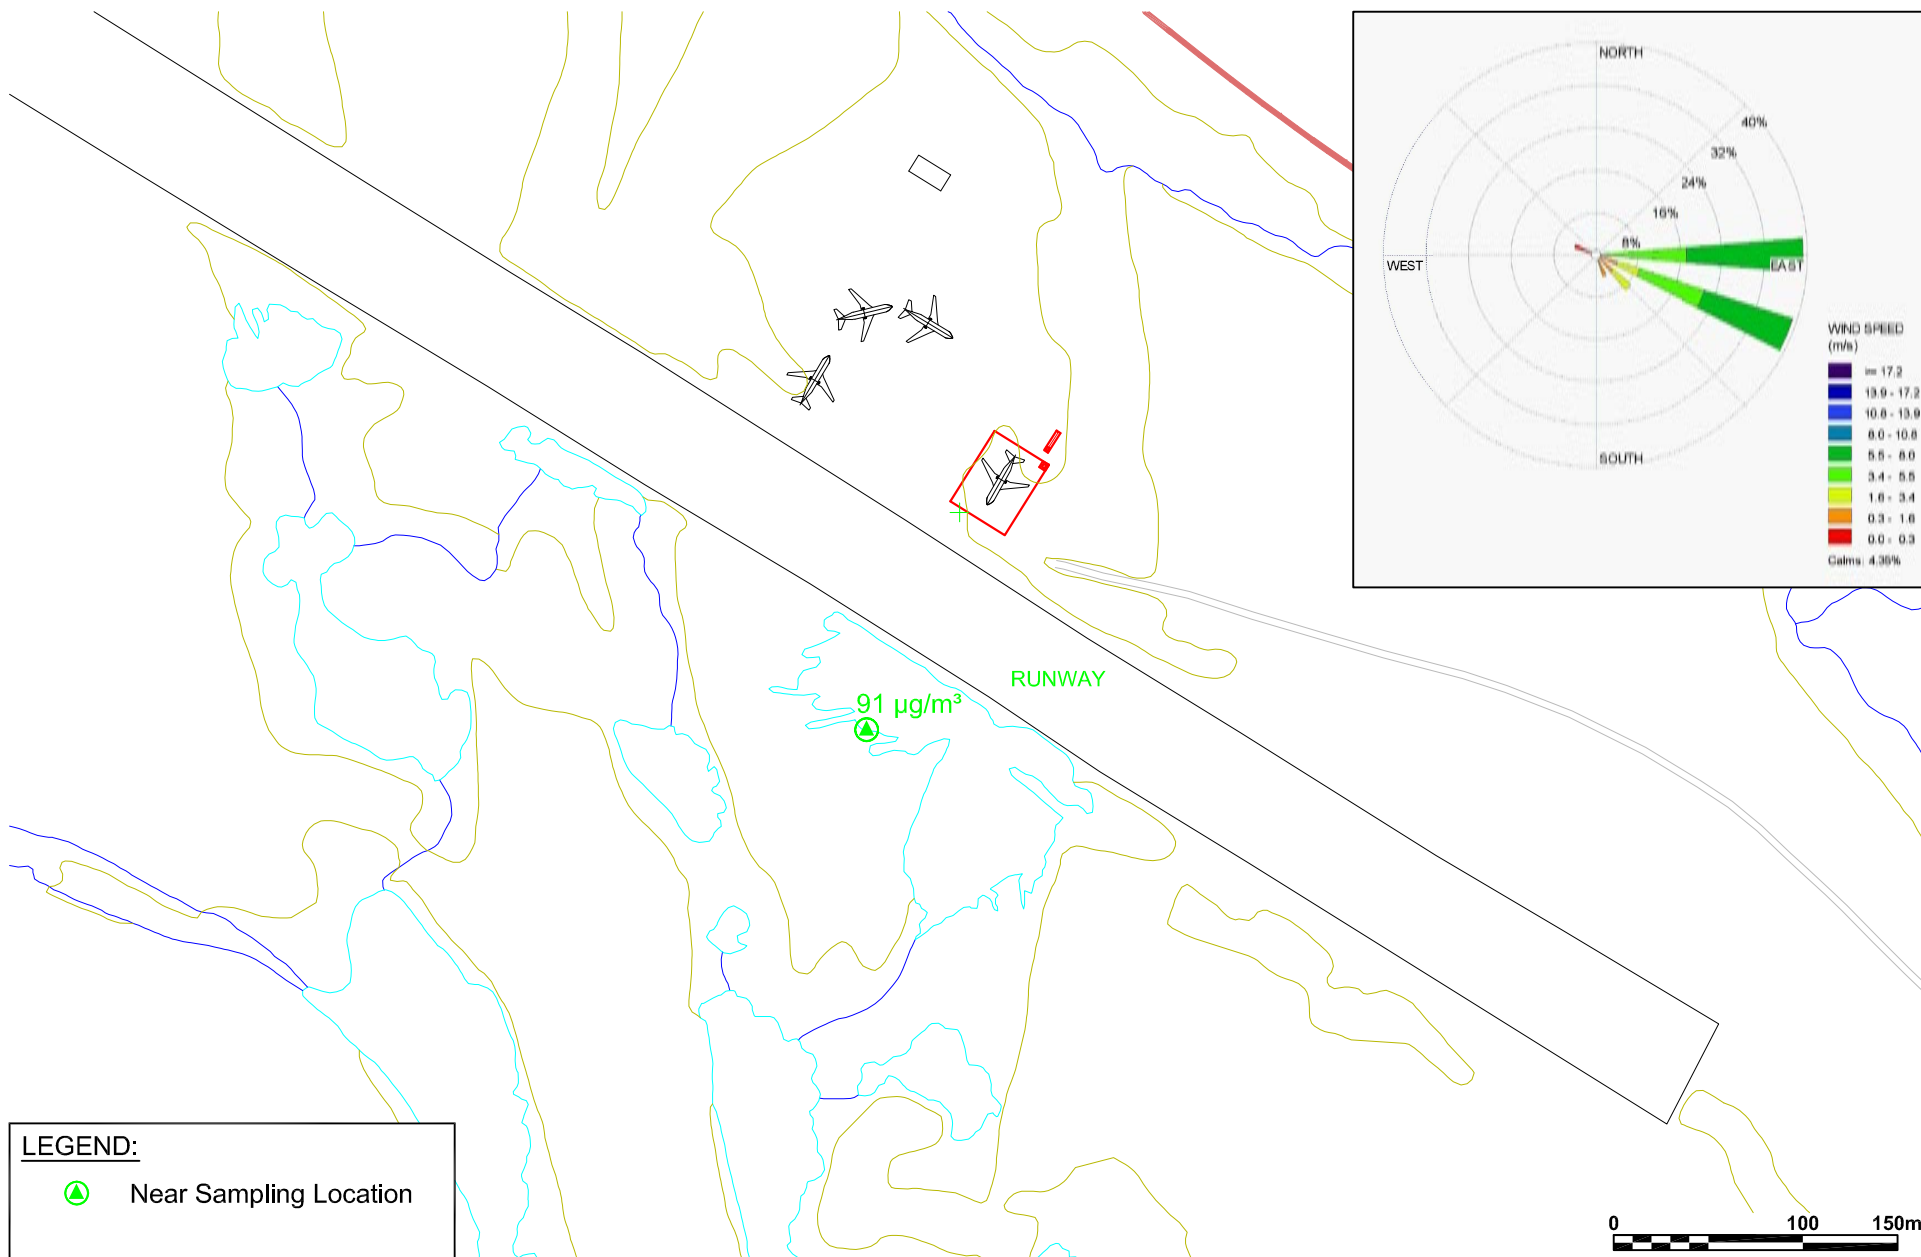 NORTH
40%
32%
24%
16%
8%
WEST
EAST
SOUTH
WIND SPEED
(m/s)
>= 17.2
13.9 - 17.2
10.8 - 13.9
8.0 - 10.8
5.5 - 8.0
3.4 - 5.5
1.6 - 3.4
0.3 - 1.6
0.0 - 0.3
Calms: 4.35%
RUNWAY
91 µg/m³
LEGEND:
Near Sampling Location
0 100 150m